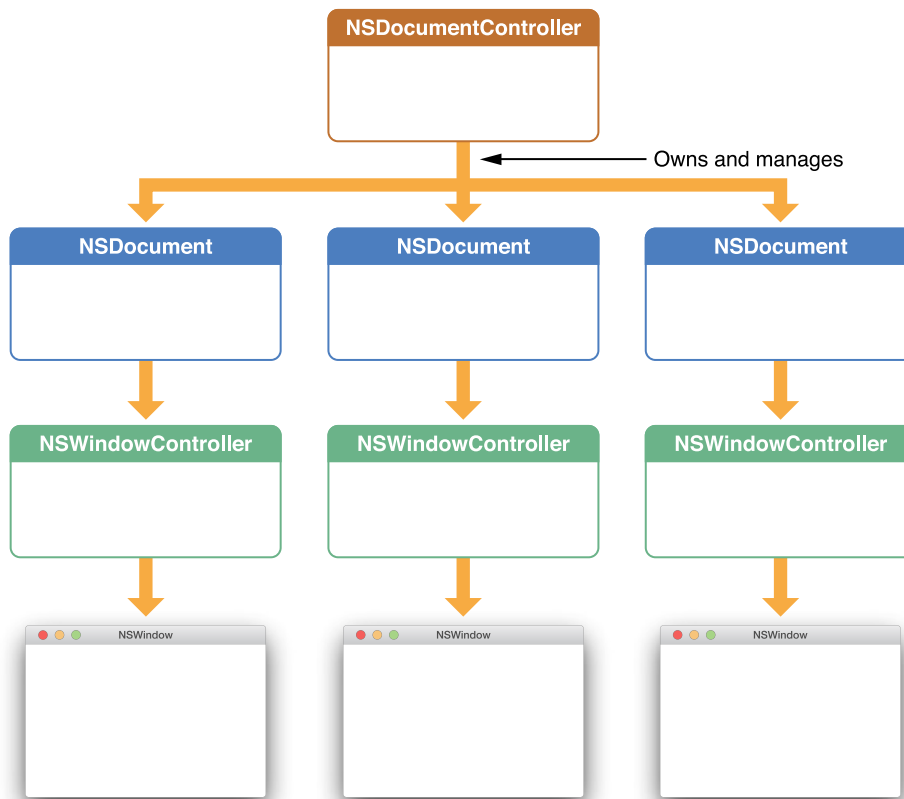 NSDocumentController
Owns and manages
NSDocument
NSDocument
NSDocument
NSWindowController
NSWindowController
NSWindowController
NSWindow
NSWindow
NSWindow